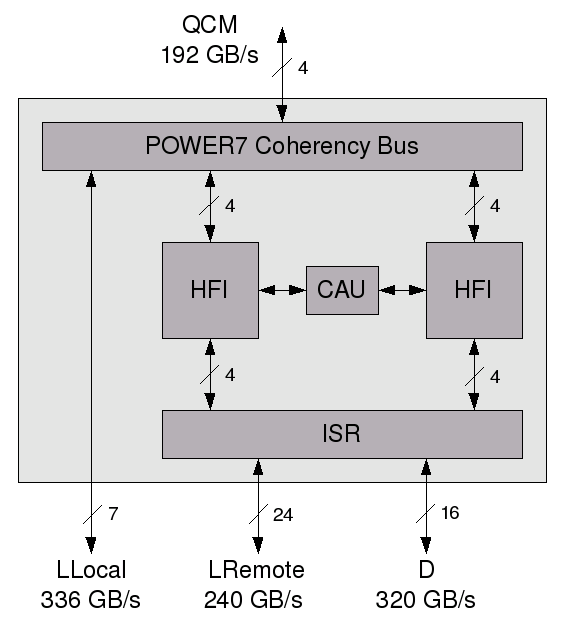 QCM
192 GB/s
4
POWER7 Coherency Bus
4
4
HFI
CAU
HFI
4
4
ISR
7
24
16
LLocal
336 GB/s
LRemote
240 GB/s
D
320 GB/s